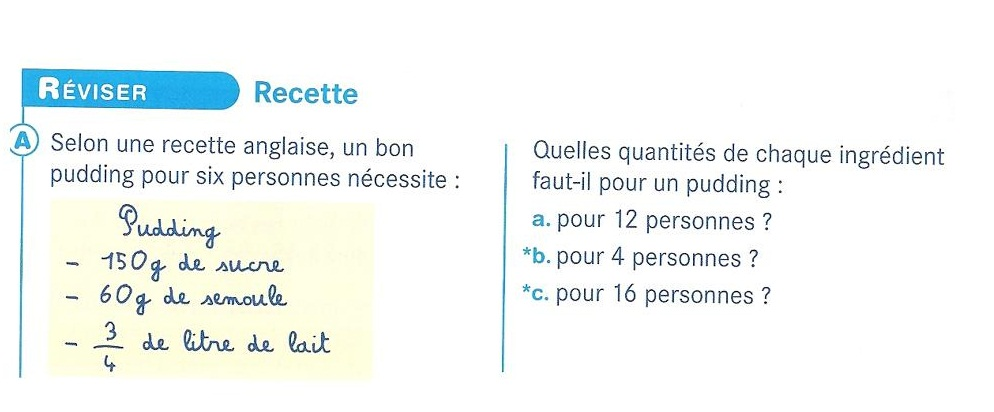 RÉVISER Recette
A Selon une recette anglaise, un bon
pudding pour six personnes nécessite :
Pudding
- 150g de sucre
- 60g de semoule
- 3/4 de litre de lait
Quelles quantités de chaque ingrédient
faut-il pour un pudding :
a. pour 12 personnes ?
*b. pour 4 personnes ?
*c. pour 16 personnes ?